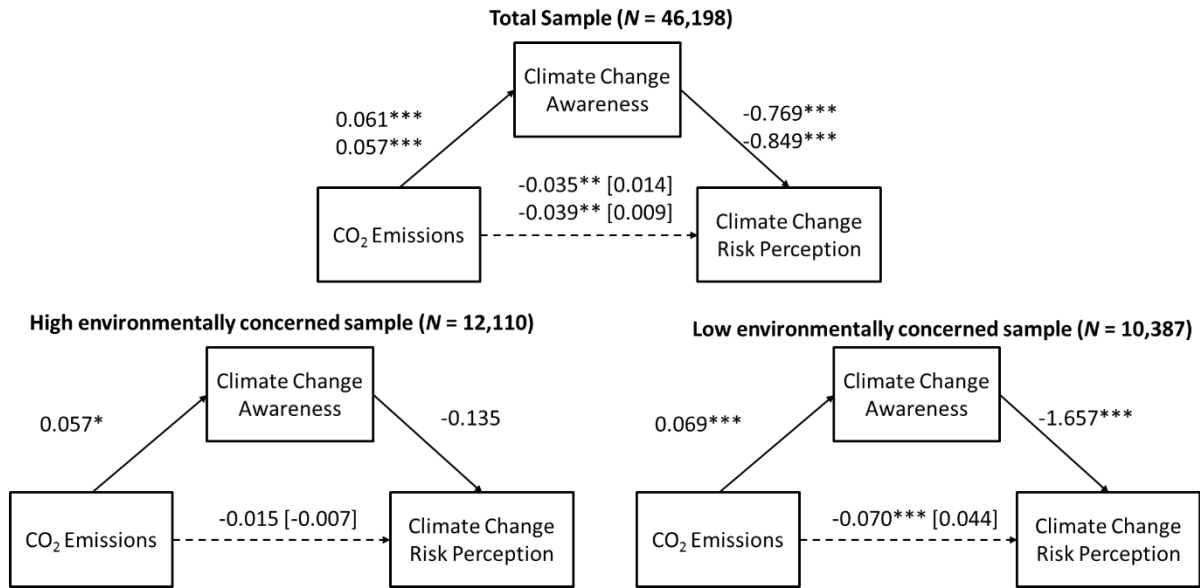 Total Sample (N = 46,198)
Climate Change
Awareness
0.061***
0.057***
-0.769***
-0.849***
-0.035** [0.014]
-0.039** [0.009]
CO₂ Emissions
Climate Change
Risk Perception
High environmentally concerned sample (N = 12,110)
Climate Change
Awareness
0.057*
-0.135
-0.015 [-0.007]
CO₂ Emissions
Climate Change
Risk Perception
Low environmentally concerned sample (N = 10,387)
Climate Change
Awareness
0.069***
-1.657***
-0.070*** [0.044]
CO₂ Emissions
Climate Change
Risk Perception